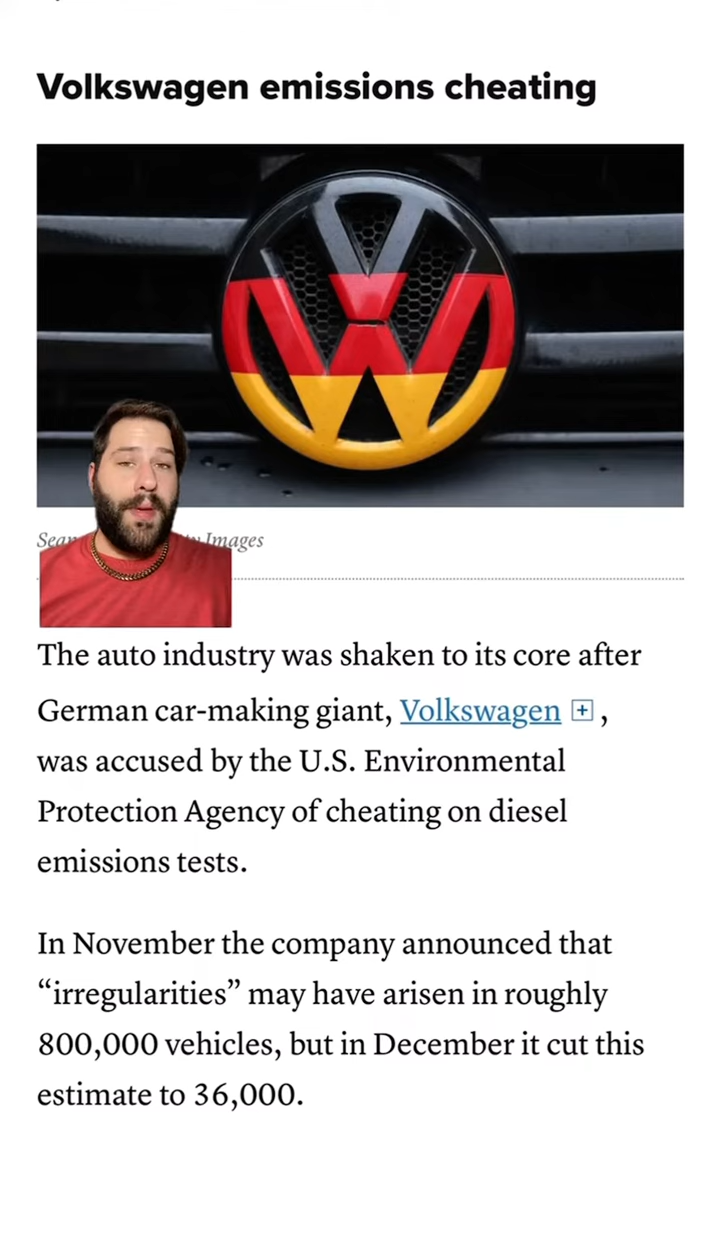 Volkswagen emissions cheating
Images
The auto industry was shaken to its core after
German car-making giant, Volkswagen +,
was accused by the U.S. Environmental
Protection Agency of cheating on diesel
emissions tests.
In November the company announced that
“irregularities” may have arisen in roughly
800,000 vehicles, but in December it cut this
estimate to 36,000.